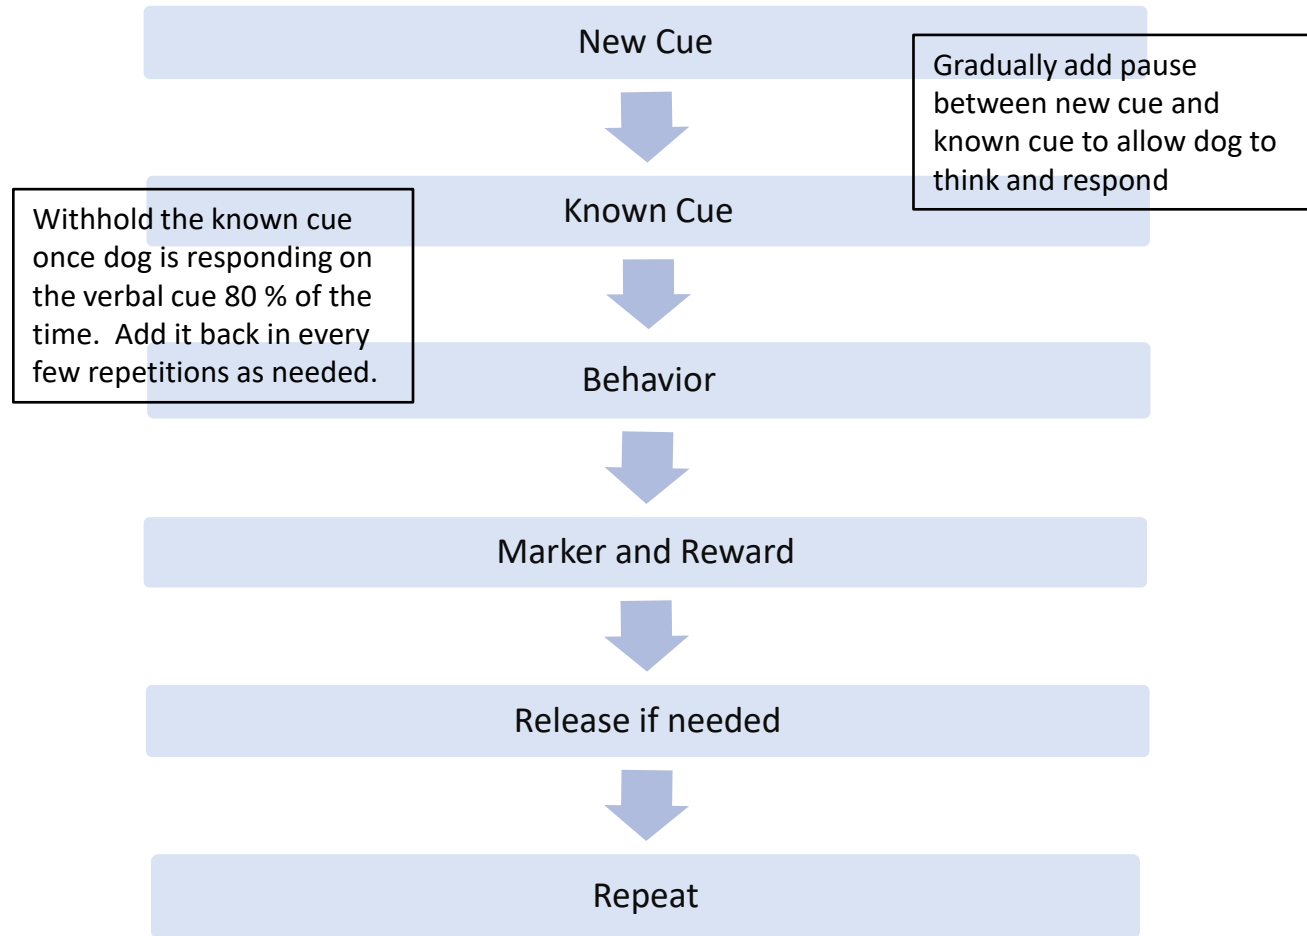 New Cue
Gradually add pause
between new cue and
known cue to allow dog to
think and respond
Known Cue
Withhold the known cue
once dog is responding on
the verbal cue 80 % of the
time.  Add it back in every
few repetitions as needed.
Behavior
Marker and Reward
Release if needed
Repeat